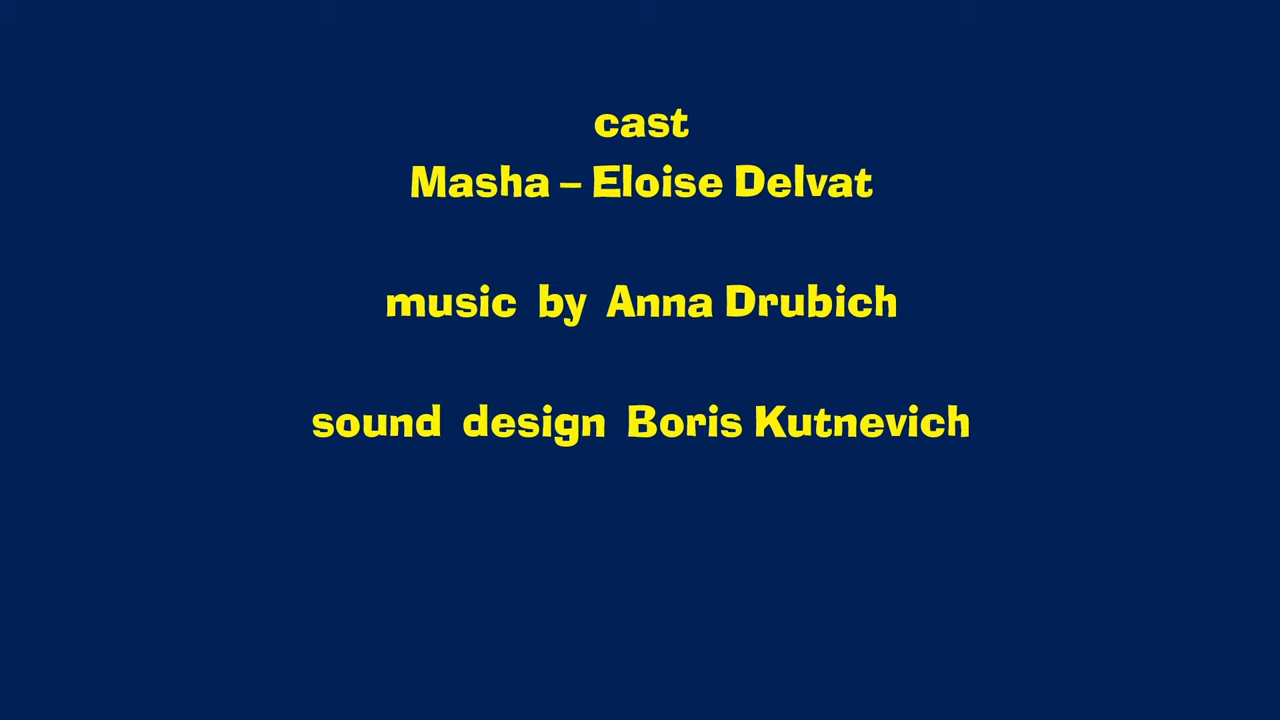 cast
Masha – Eloise Delvat
music by Anna Drubich
sound design Boris Kutnevich